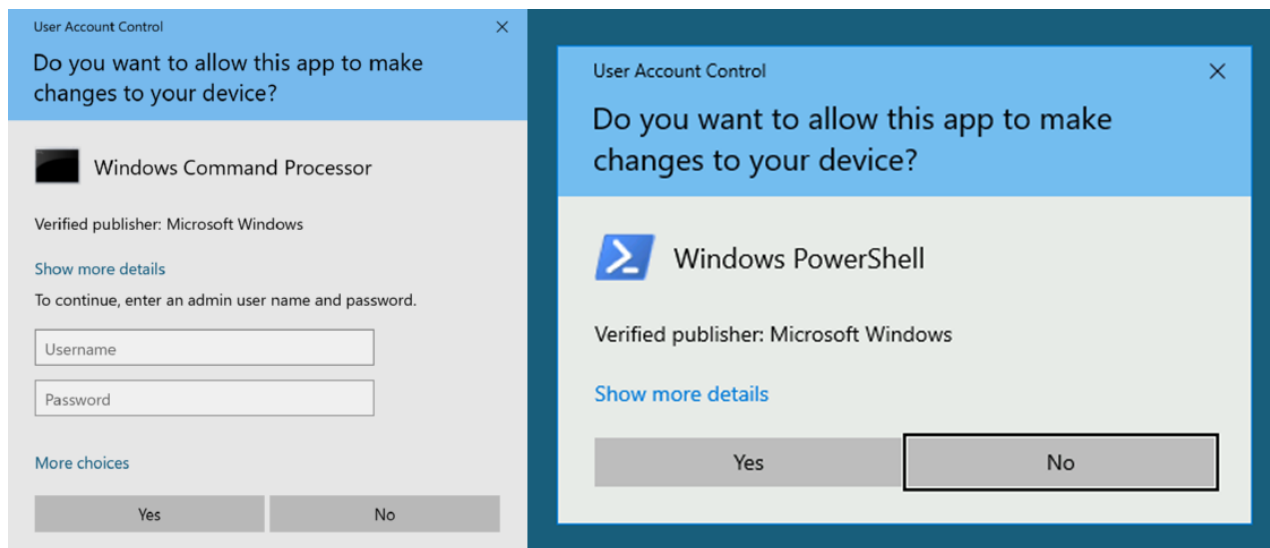 User Account Control
Do you want to allow this app to make
changes to your device?
Windows Command Processor
Verified publisher: Microsoft Windows
Show more details
To continue, enter an admin user name and password.
Username
Password
More choices
Yes
No
User Account Control
Do you want to allow this app to make
changes to your device?
Windows PowerShell
Verified publisher: Microsoft Windows
Show more details
Yes
No